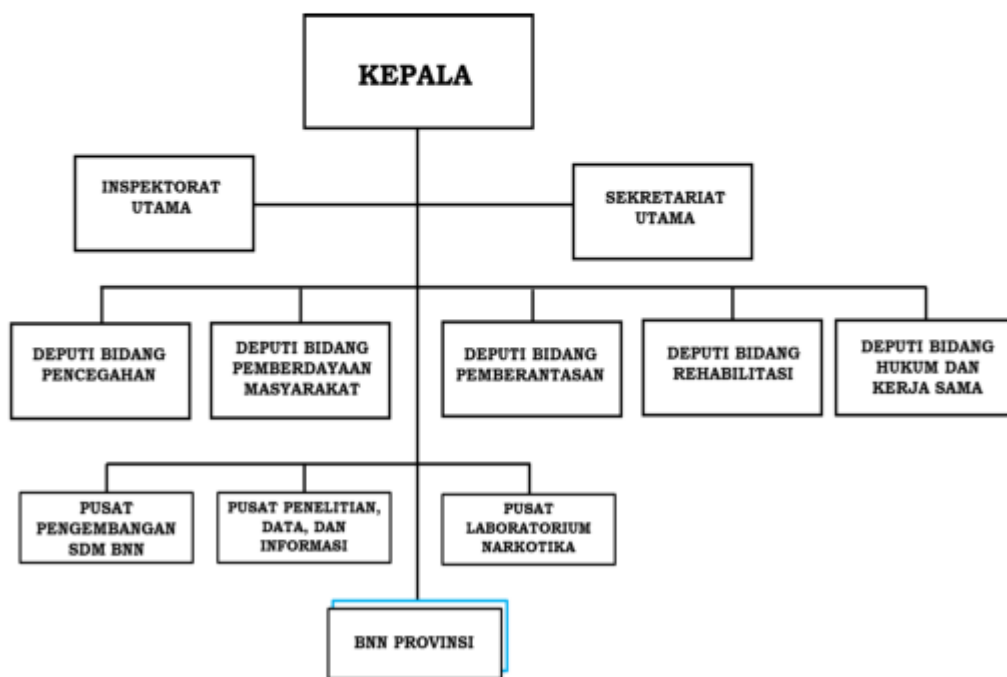 KEPALA
INSPEKTORAT
UTAMA
SEKRETARIAT
UTAMA
DEPUTI BIDANG
PENCEGAHAN
DEPUTI BIDANG
PEMBERDAYAAN
MASYARAKAT
DEPUTI BIDANG
PEMBERANTASAN
DEPUTI BIDANG
REHABILITASI
DEPUTI BIDANG
HUKUM DAN
KERJA SAMA
PUSAT
PENGEMBANGAN
SDM BNN
PUSAT PENELITIAN,
DATA, DAN
INFORMASI
PUSAT
LABORATORIUM
NARKOTIKA
BNN PROVINSI